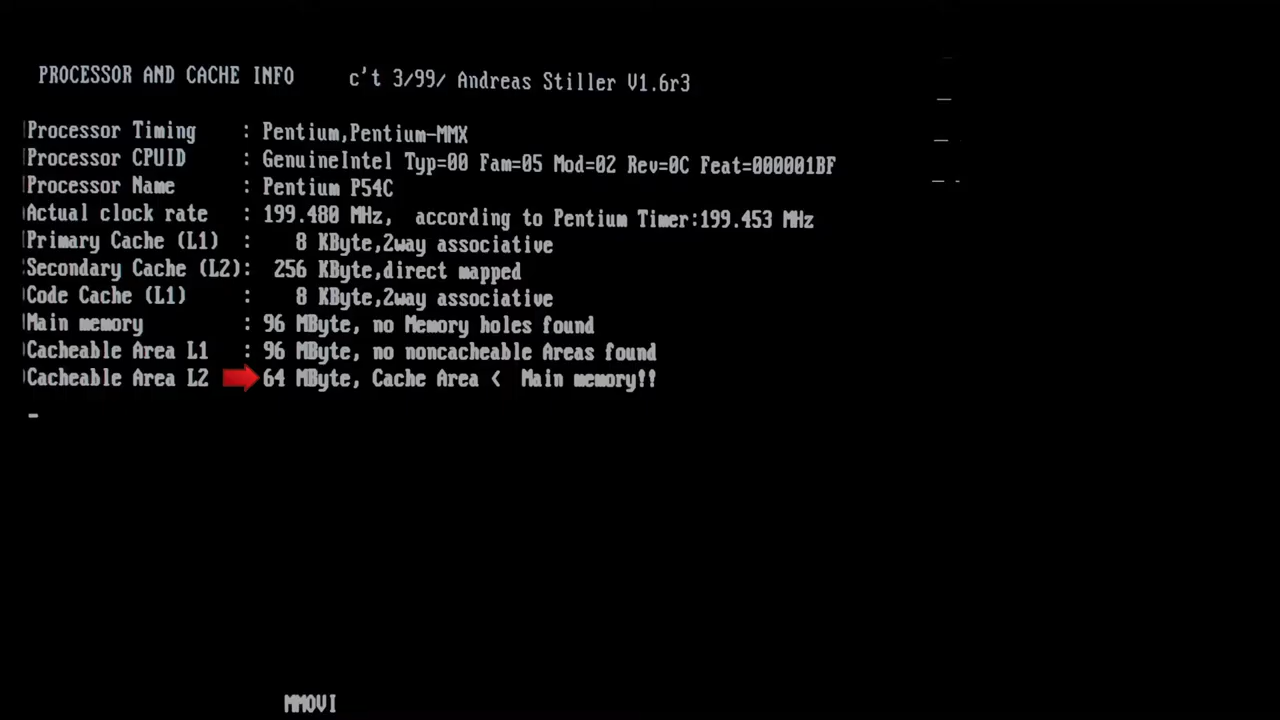 PROCESSOR AND CACHE INFO c't 3/99/ Andreas Stiller V1.6r3
Processor Timing : Pentium,Pentium-MMX
Processor CPUID : GenuineIntel Typ=00 Fam=05 Mod=02 Rev=0C Feat=000001BF
Processor Name : Pentium P54C
Actual clock rate : 199.480 MHz, according to Pentium Timer:199.453 MHz
Primary Cache (L1) : 8 KByte,2way associative
Secondary Cache (L2): 256 KByte,direct mapped
Code Cache (L1) : 8 KByte,2way associative
Main memory : 96 MByte, no Memory holes found
Cacheable Area L1 : 96 MByte, no noncacheable Areas found
Cacheable Area L2 64 MByte, Cache Area < Main memory!!
MMOVI